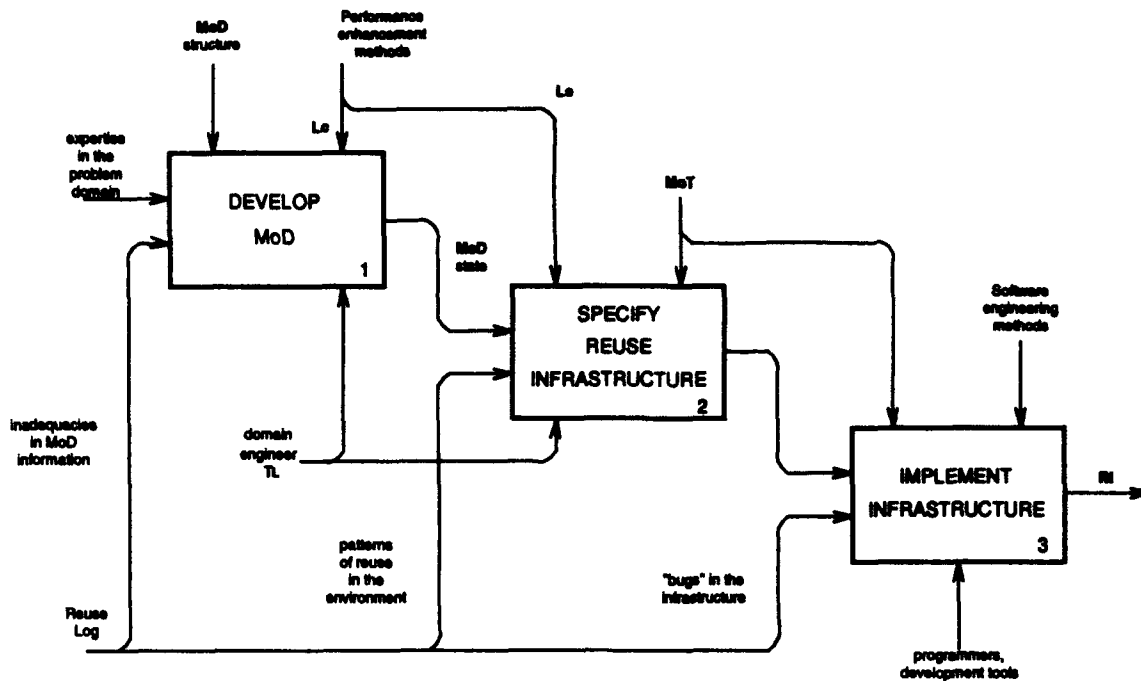 MoD
structure
Performance
enhancement
methods
Lc
Lc
expertise
in the
problem
domain
DEVELOP
MoD
1
MoD
state
MoT
SPECIFY
REUSE
INFRASTRUCTURE
2
Software
engineering
methods
inadequacies
in MoD
information
domain
engineer
TL
IMPLEMENT
INFRASTRUCTURE
3
RI
patterns
of reuse
in the
environment
"bugs" in the
infrastructure
Reuse
Log
programmers,
development tools